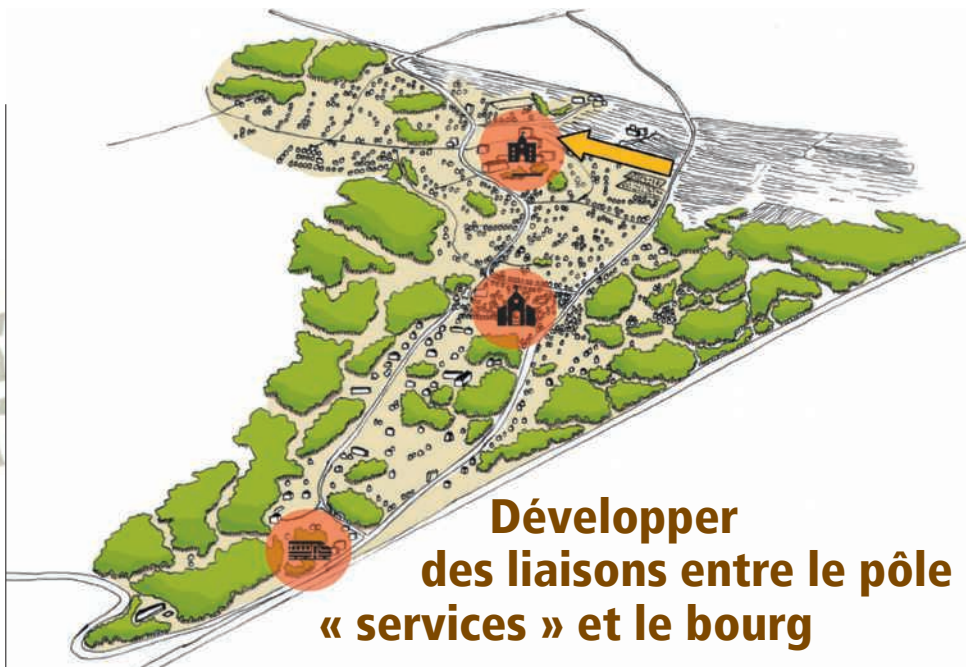 Développer
des liaisons entre le pôle
« services » et le bourg